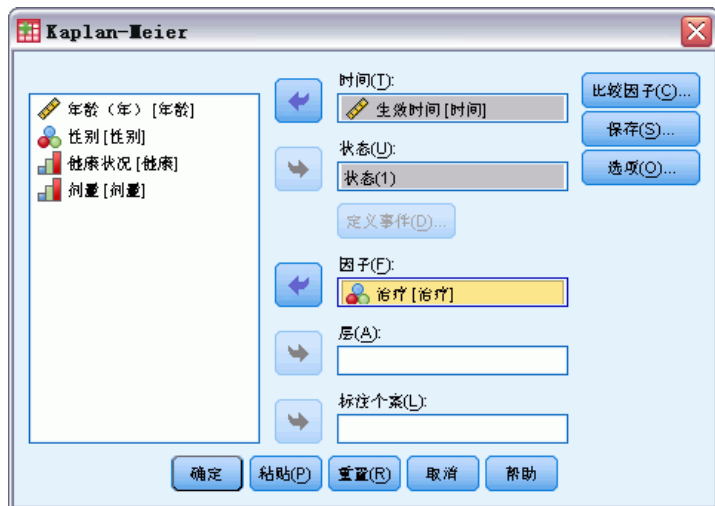 Kaplan-Meier
年龄（年）[年龄]
性别[性别]
健康状况[健康]
剂量[剂量]
时间(T):
生效时间[时间]
状态(U):
状态(1)
定义事件(D)...
因子(F):
治疗[治疗]
层(A):
标注个案(L):
比较因子(C)...
保存(S)...
选项(O)...
确定
粘贴(P)
重置(R)
取消
帮助